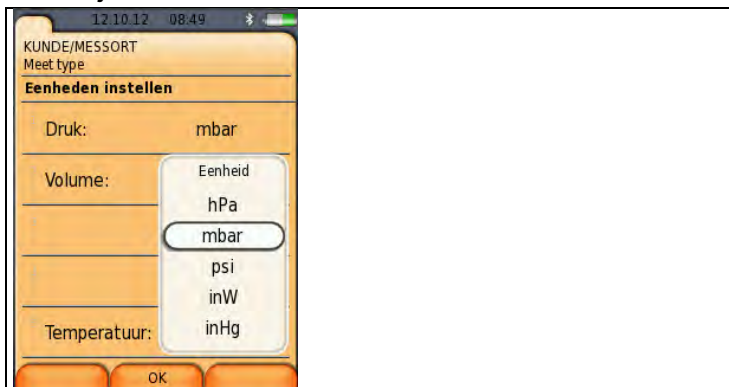 12.10.12 08:49
KUNDE/MESSORT
Meet type
Eenheden instellen
Druk: mbar
Volume:
Eenheid
hPa
mbar
psi
inW
inHg
Temperatuur:
OK